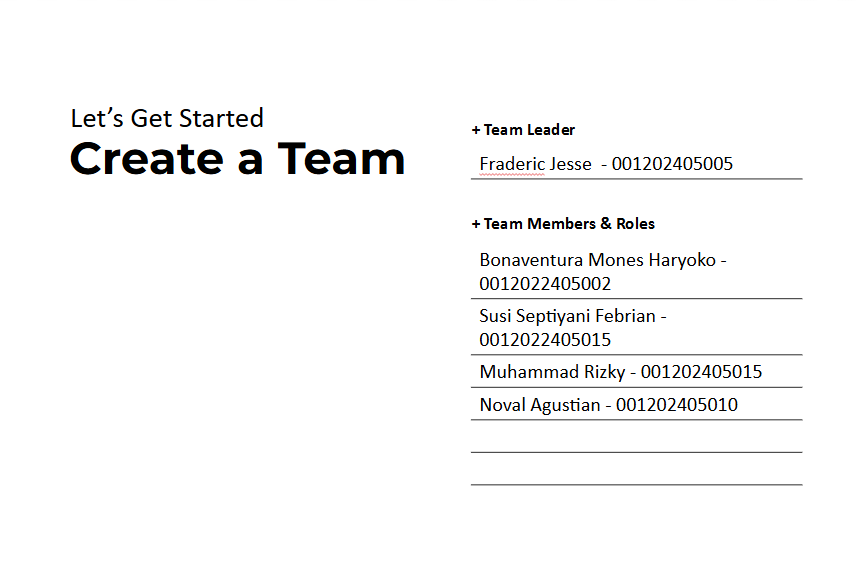 Let’s Get Started
Create a Team
+ Team Leader
Fraderic Jesse  - 001202405005
+ Team Members & Roles
Bonaventura Mones Haryoko -
0012022405002
Susi Septiyani Febrian -
0012022405015
Muhammad Rizky - 001202405015
Noval Agustian - 001202405010